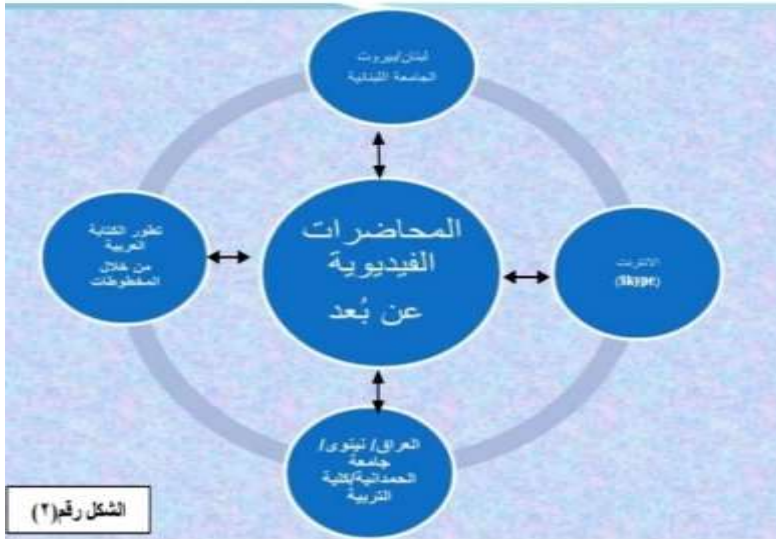 لبنان/بيروت
الجامعة اللبنانية
المحاضرات
الفيديوية
عن بُعد
تطور الكتابة
العربية
من خلال
المخطوطات
الانترنت
(Skype)
العراق/ نينوى/
جامعة
الحمدانية/كلية
التربية
الشكل رقم(٢)